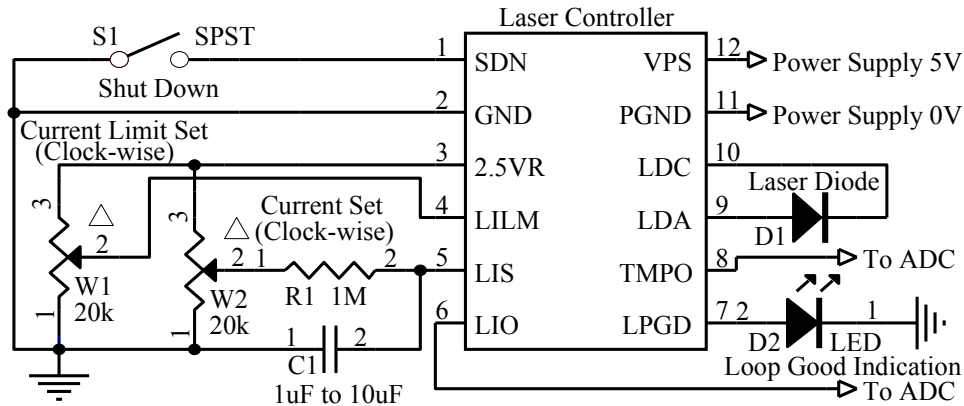 Laser Controller
S1 SPST
Shut Down
1 SDN VPS 12 Power Supply 5V
2 GND PGND 11 Power Supply 0V
Current Limit Set
(Clock-wise)
3 2.5VR LDC 10
Laser Diode
4 LILM LDA 9
D1
3 2
W1
20k
1
3 2
Current Set
(Clock-wise)
W2
20k
1
1 2
R1 1M
5 LIS TMPO 8 To ADC
6 LIO LPGD 7 2 1
D2 LED
Loop Good Indication
1 2
C1
1uF to 10uF
To ADC